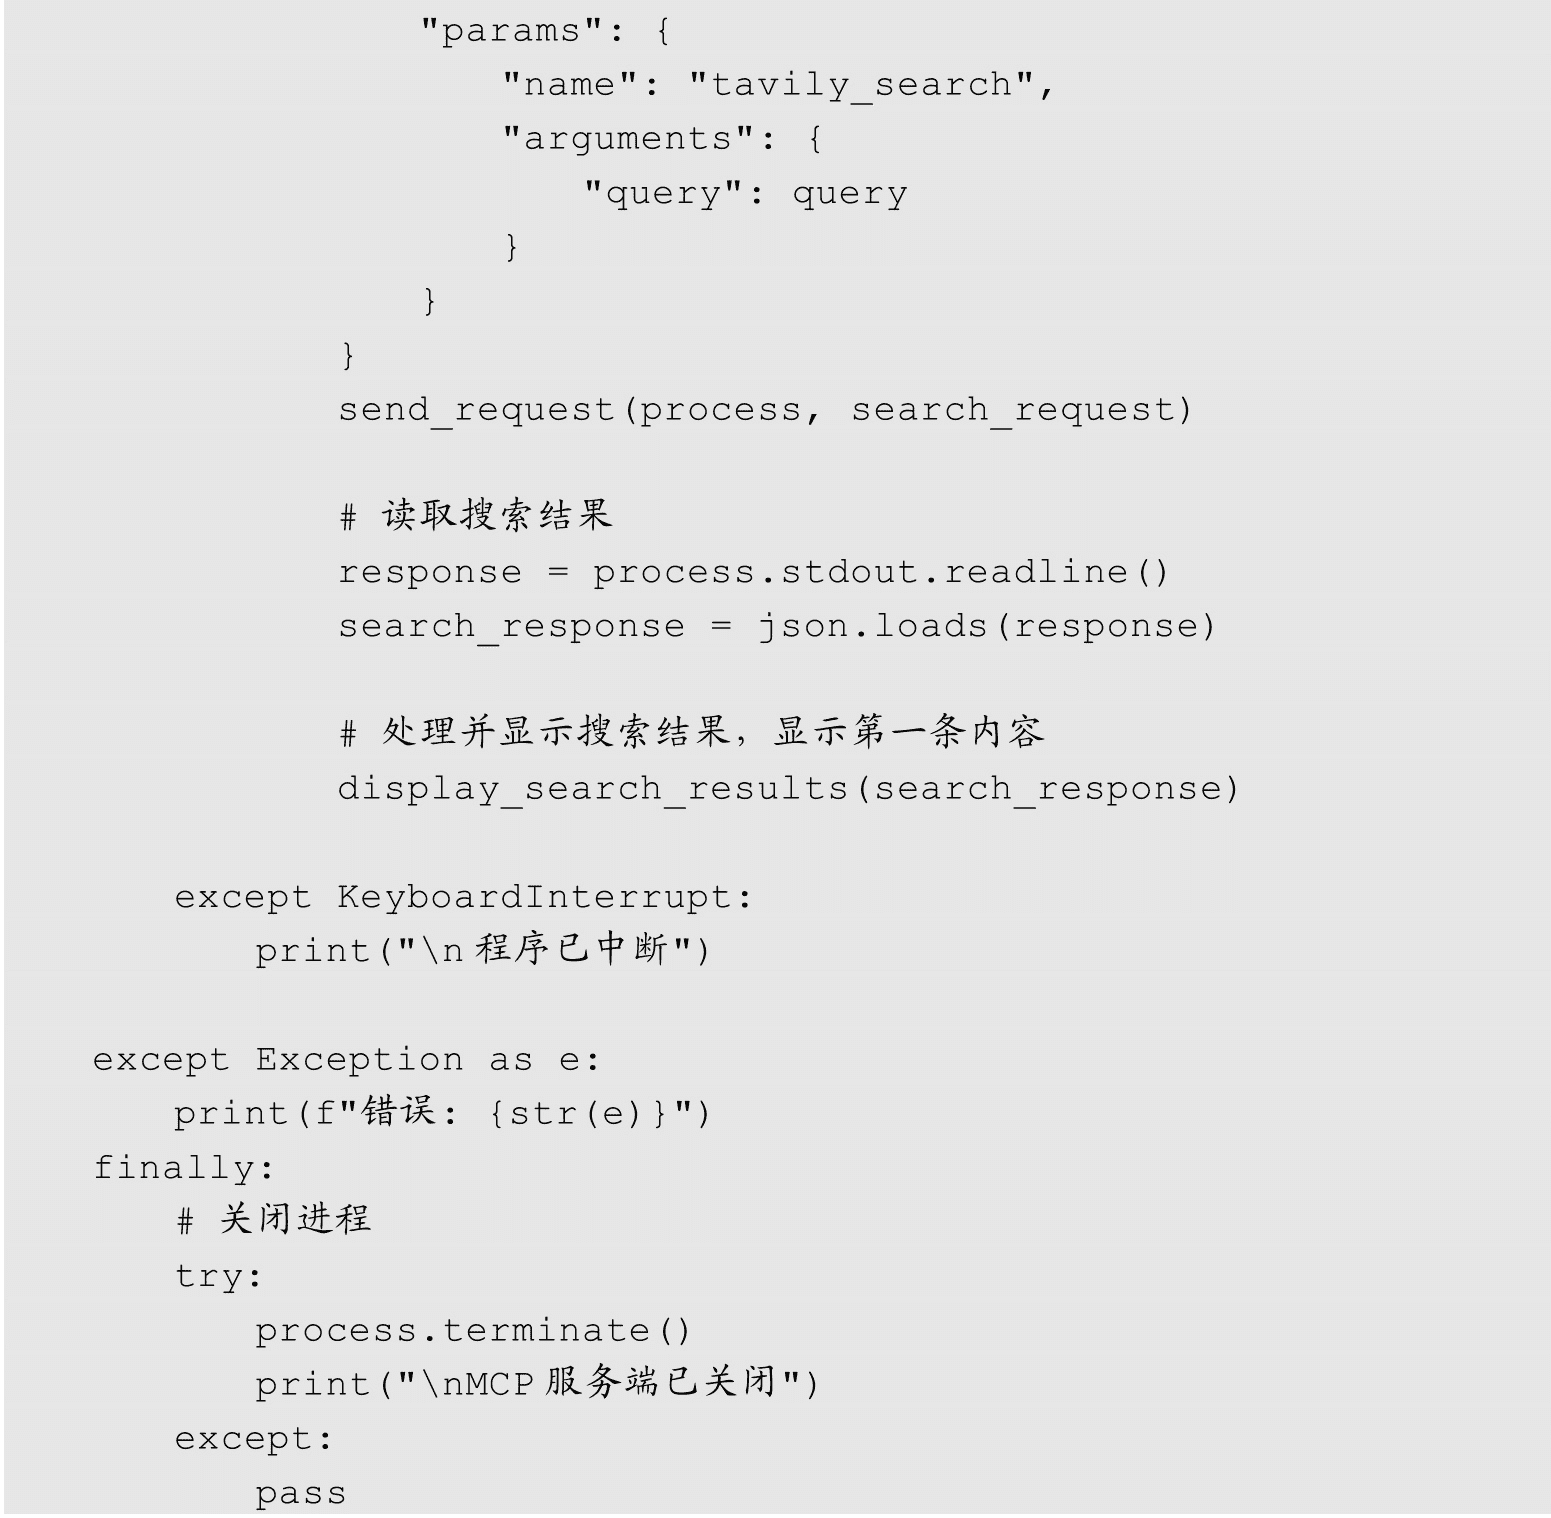 "params": {
                    "name": "tavily_search",
                    "arguments": {
                        "query": query
                    }
                }
            }
            send_request(process, search_request)

            # 读取搜索结果
            response = process.stdout.readline()
            search_response = json.loads(response)

            # 处理并显示搜索结果，显示第一条内容
            display_search_results(search_response)

    except KeyboardInterrupt:
        print("\n程序已中断")

except Exception as e:
    print(f"错误: {str(e)}")
finally:
    # 关闭进程
    try:
        process.terminate()
        print("\nMCP服务端已关闭")
    except:
        pass